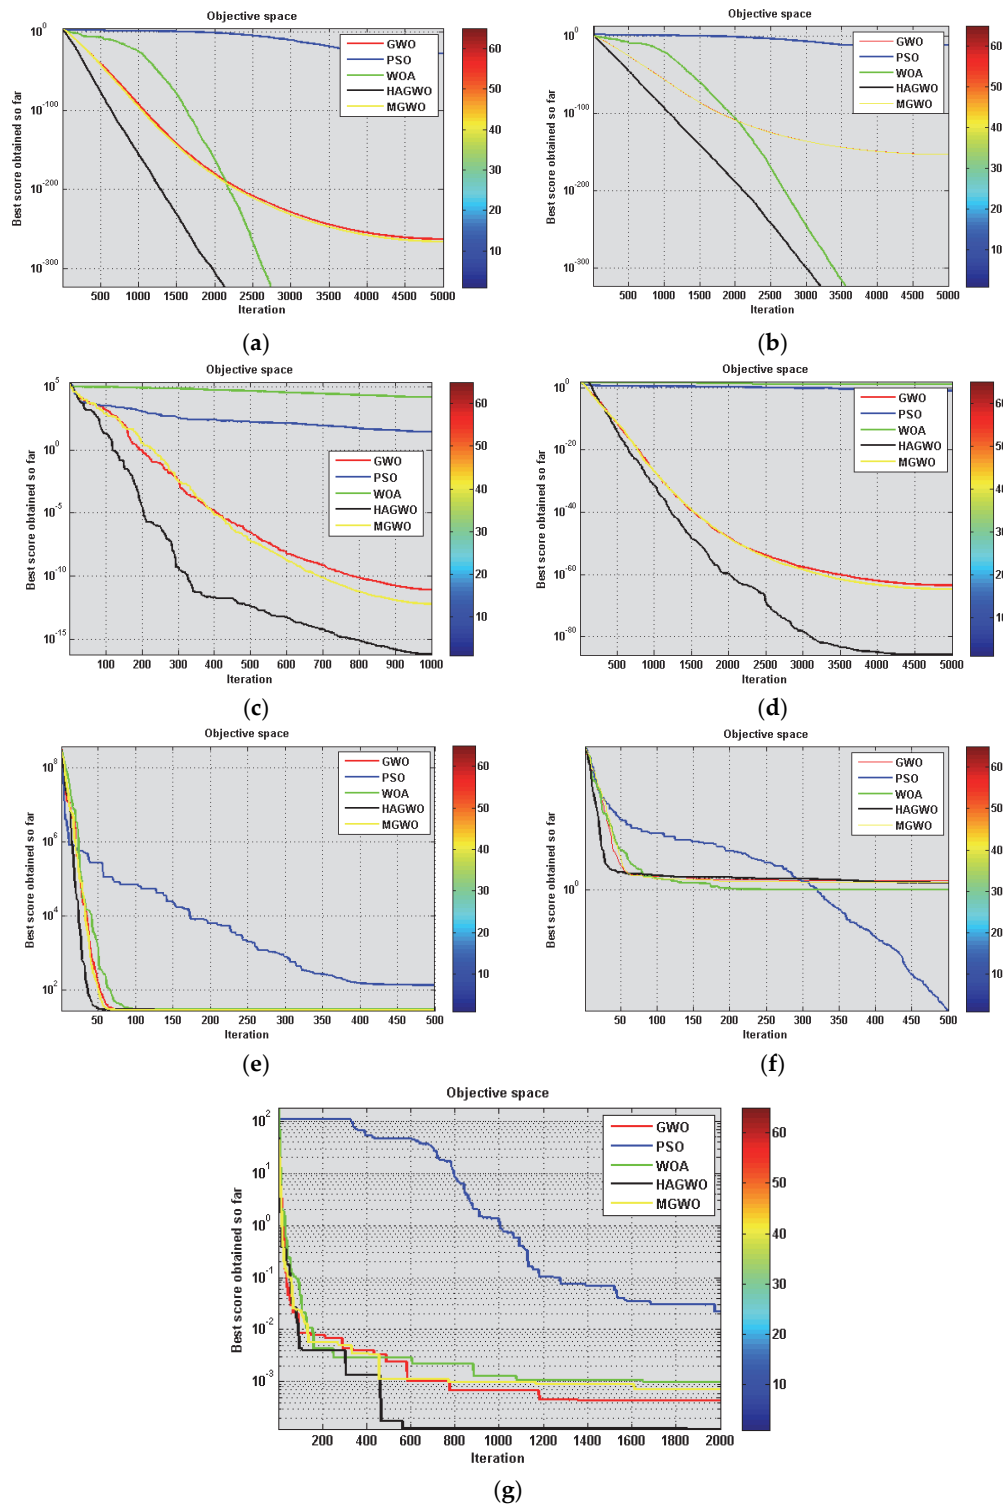 Objective space
10^0
10^-100
10^-200
10^-300
Best score obtained so far
GWO
PSO
WOA
HAGWO
MGWO
500 1000 1500 2000 2500 3000 3500 4000 4500 5000
Iteration
60
50
40
30
20
10
(a)
Objective space
10^0
10^-100
10^-200
10^-300
Best score obtained so far
GWO
PSO
WOA
HAGWO
MGWO
500 1000 1500 2000 2500 3000 3500 4000 4500 5000
Iteration
60
50
40
30
20
10
(b)
Objective space
10^5
10^0
10^-5
10^-10
10^-15
Best score obtained so far
GWO
PSO
WOA
HAGWO
MGWO
100 200 300 400 500 600 700 800 900 1000
Iteration
60
50
40
30
20
10
(c)
Objective space
10^0
10^-20
10^-40
10^-60
10^-80
Best score obtained so far
GWO
PSO
WOA
HAGWO
MGWO
500 1000 1500 2000 2500 3000 3500 4000 4500 5000
Iteration
60
50
40
30
20
10
(d)
Objective space
10^8
10^6
10^4
10^2
Best score obtained so far
GWO
PSO
WOA
HAGWO
MGWO
50 100 150 200 250 300 350 400 450 500
Iteration
60
50
40
30
20
10
(e)
Objective space
10^0
Best score obtained so far
GWO
PSO
WOA
HAGWO
MGWO
50 100 150 200 250 300 350 400 450 500
Iteration
60
50
40
30
20
10
(f)
Objective space
10^2
10^1
10^0
10^-1
10^-2
10^-3
Best score obtained so far
GWO
PSO
WOA
HAGWO
MGWO
200 400 600 800 1000 1200 1400 1600 1800 2000
Iteration
60
50
40
30
20
10
(g)